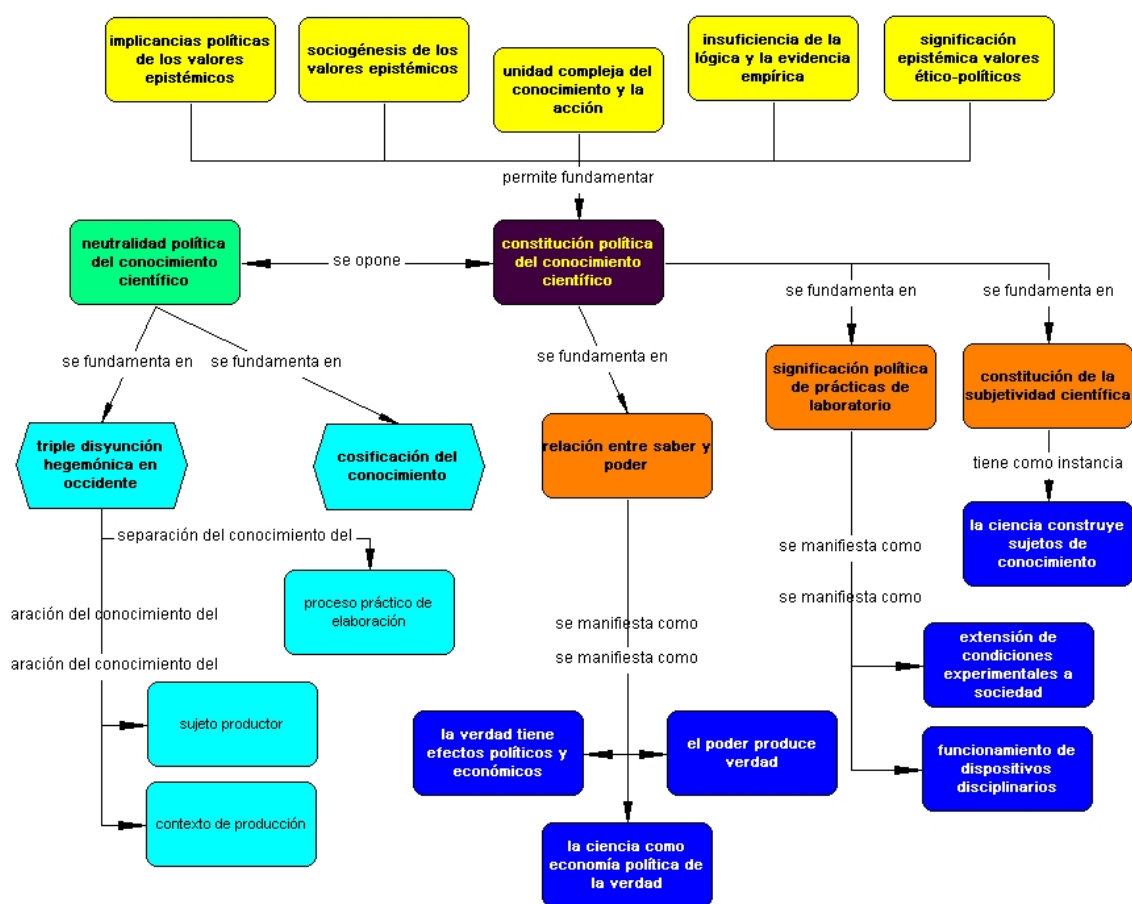 implicancias políticas
de los valores
epistémicos
sociogénesis de los
valores epistémicos
unidad compleja del
conocimiento y la
acción
insuficiencia de la
lógica y la evidencia
empírica
significación
epistémica valores
ético-políticos
permite fundamentar
neutralidad política
del conocimiento
científico
se opone
constitución política
del conocimiento
científico
se fundamenta en
se fundamenta en
se fundamenta en
se fundamenta en
se fundamenta en
significación política
de prácticas de
laboratorio
constitución de la
subjetividad científica
triple disyunción
hegemónica en
occidente
cosificación del
conocimiento
relación entre saber y
poder
tiene como instancia
la ciencia construye
sujetos de
conocimiento
separación del conocimiento del
proceso práctico de
elaboración
se manifiesta como
se manifiesta como
aración del conocimiento del
aración del conocimiento del
se manifiesta como
se manifiesta como
extensión de
condiciones
experimentales a
sociedad
sujeto productor
la verdad tiene
efectos políticos y
económicos
el poder produce
verdad
funcionamiento de
dispositivos
disciplinarios
contexto de producción
la ciencia como
economía política de
la verdad